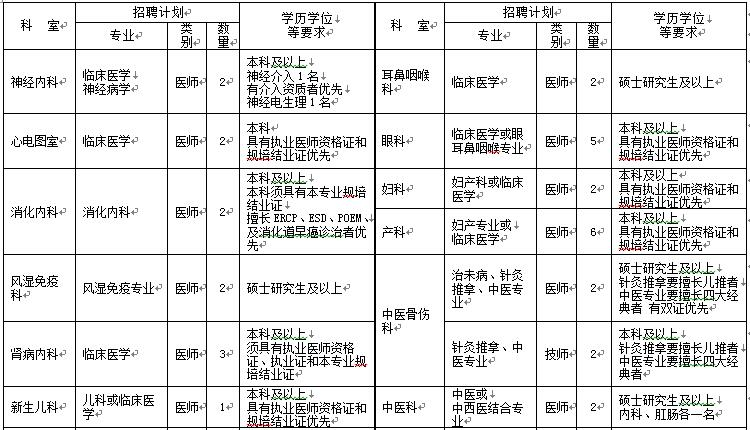 科 室
招聘计划
学历学位
等要求
专业
类别
数量
神经内科
临床医学
神经病学
医师
2
本科及以上
神经介入1名
有介入资质者优先
神经电生理1名
心电图室
临床医学
医师
2
本科
具有执业医师资格证和
规培结业证优先
消化内科
消化内科
医师
2
本科及以上
本科须具有本专业规培
结业证
擅长ERCP、ESD、POEM、
及消化道早癌诊治者优
先
风湿免疫
科
风湿免疫专业
医师
2
硕士研究生及以上
肾病内科
临床医学
医师
3
本科及以上
须具有执业医师资格
证、执业证和本专业规
培结业证
新生儿科
儿科或临床医
学
医师
1
本科及以上
具有执业医师资格证和
规培结业证优先
科 室
招聘计划
学历学位
等要求
专业
类别
数量
耳鼻咽喉
科
临床医学
医师
2
硕士研究生及以上
眼科
临床医学或眼
耳鼻咽喉专业
医师
5
本科及以上
具有执业医师资格证和
规培结业证优先
妇科
妇产科或临床
医学
医师
2
本科及以上
具有执业医师资格证和
规培结业证优先
产科
妇产专业或
临床医学
医师
6
本科及以上
具有执业医师资格证和
规培结业证优先
中医骨伤
科
治未病、针灸
推拿、中医专
业
医师
2
硕士研究生及以上
针灸推拿要擅长儿推者
中医专业要擅长四大经
典者 有双证优先
针灸推拿、中
医专业
技师
2
本科及以上
针灸推拿要擅长儿推者
中医专业要擅长四大经
典者
中医科
中医或
中西医结合专
业
医师
2
硕士研究生及以上
内科、肛肠各一名